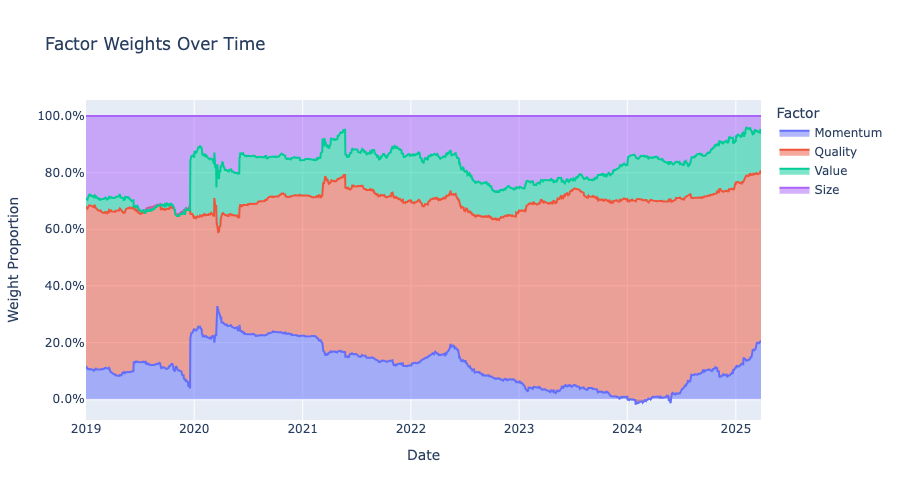 Factor Weights Over Time
Weight Proportion
100.0%
80.0%
60.0%
40.0%
20.0%
0.0%
2019 2020 2021 2022 2023 2024 2025
Date
Factor
Momentum
Quality
Value
Size